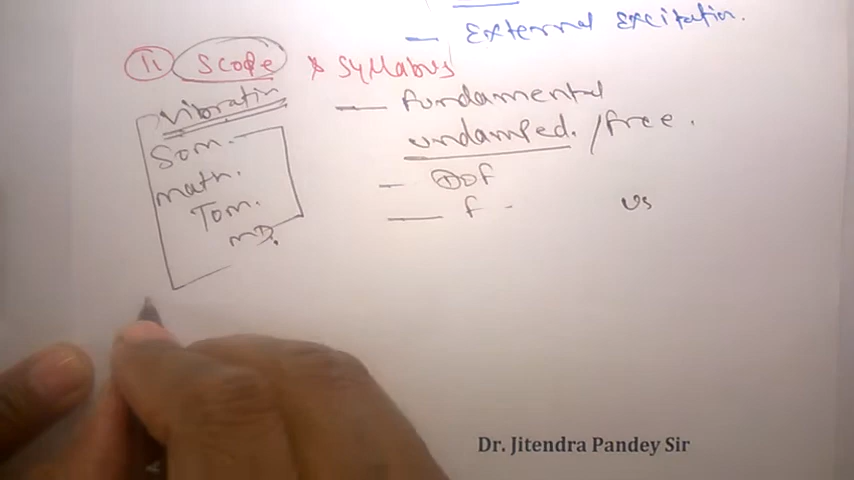 — External Excitation.
II. Scope & Syllabus
vibration
Som.
math.
Tom.
MD.
— fundamental
undamped. / free.
— DOF
— f - vs
Dr. Jitendra Pandey Sir